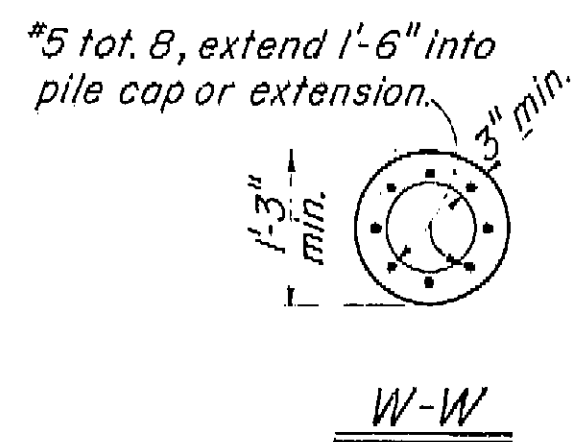 #5 tot. 8, extend 1'-6" into
pile cap or extension.
3" min.
1'-3"
min.
W-W